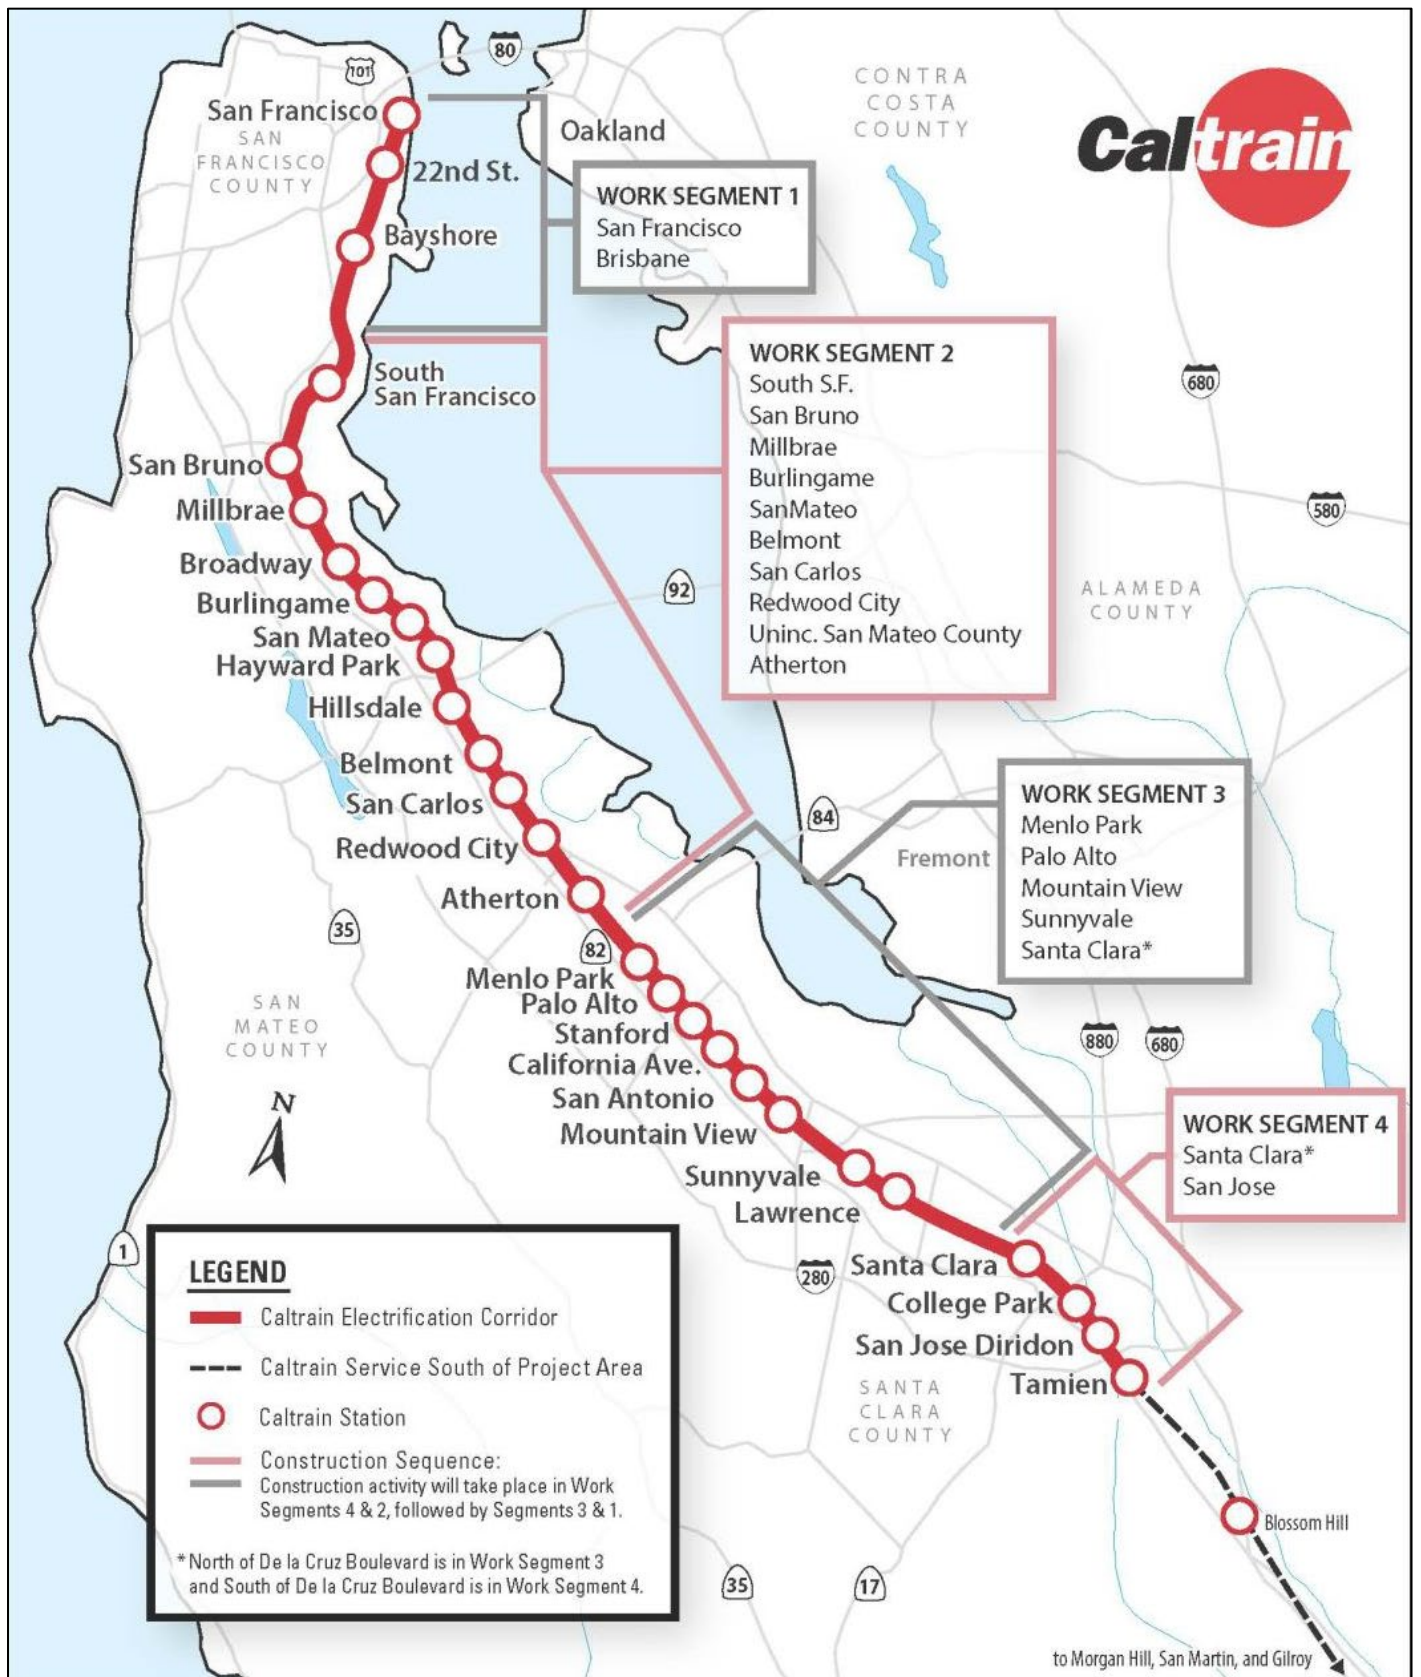 80
101
CONTRA
COSTA
COUNTY
Caltrain
San Francisco
SAN
FRANCISCO
COUNTY
Oakland
22nd St.
Bayshore
WORK SEGMENT 1
San Francisco
Brisbane
WORK SEGMENT 2
South S.F.
San Bruno
Millbrae
Burlingame
SanMateo
Belmont
San Carlos
Redwood City
Uninc. San Mateo County
Atherton
680
580
South
San Francisco
San Bruno
Millbrae
Broadway
Burlingame
San Mateo
Hayward Park
Hillsdale
Belmont
San Carlos
Redwood City
Atherton
92
ALAMEDA
COUNTY
84
Fremont
WORK SEGMENT 3
Menlo Park
Palo Alto
Mountain View
Sunnyvale
Santa Clara*
35
82
Menlo Park
Palo Alto
Stanford
California Ave.
San Antonio
Mountain View
Sunnyvale
Lawrence
SAN
MATEO
COUNTY
N
880
680
WORK SEGMENT 4
Santa Clara*
San Jose
1
280
Santa Clara
College Park
San Jose Diridon
Tamien
SANTA
CLARA
COUNTY
LEGEND
Caltrain Electrification Corridor
Caltrain Service South of Project Area
Caltrain Station
Construction Sequence:
Construction activity will take place in Work
Segments 4 & 2, followed by Segments 3 & 1.
* North of De la Cruz Boulevard is in Work Segment 3
and South of De la Cruz Boulevard is in Work Segment 4.
Blossom Hill
35
17
to Morgan Hill, San Martin, and Gilroy